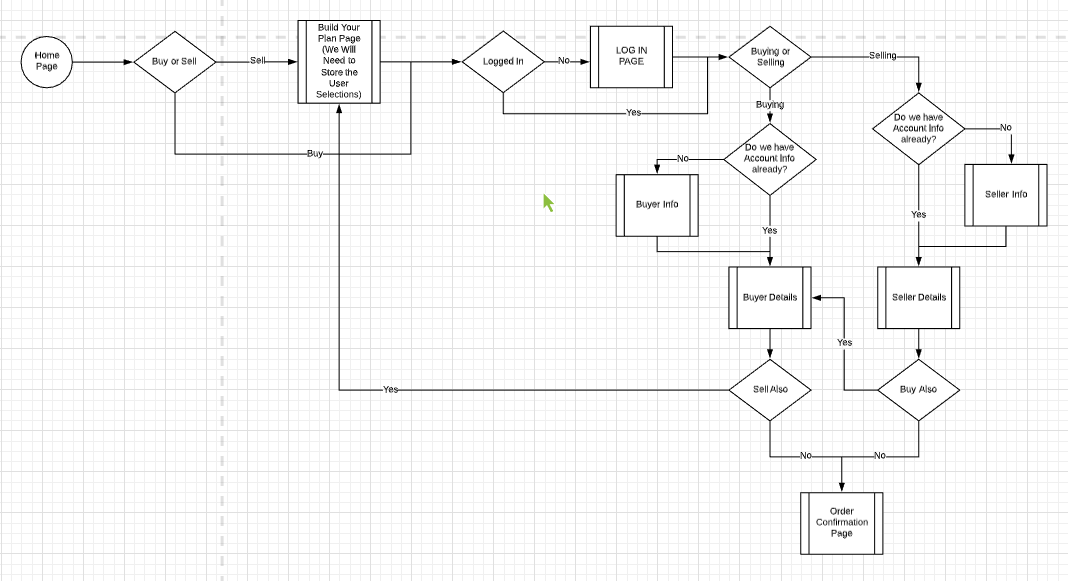 Home
Page
Buy or Sell
Sell
Buy
Build Your
Plan Page
(We Will
Need to
Store the
User
Selections)
Logged In
No
Yes
LOG IN
PAGE
Buying or
Selling
Selling
Buying
Do we have
Account Info
already?
No
Yes
Buyer Info
Do we have
Account Info
already?
No
Yes
Seller Info
Buyer Details
Seller Details
Yes
Sell Also
Yes
Buy Also
No
No
Order
Confirmation
Page